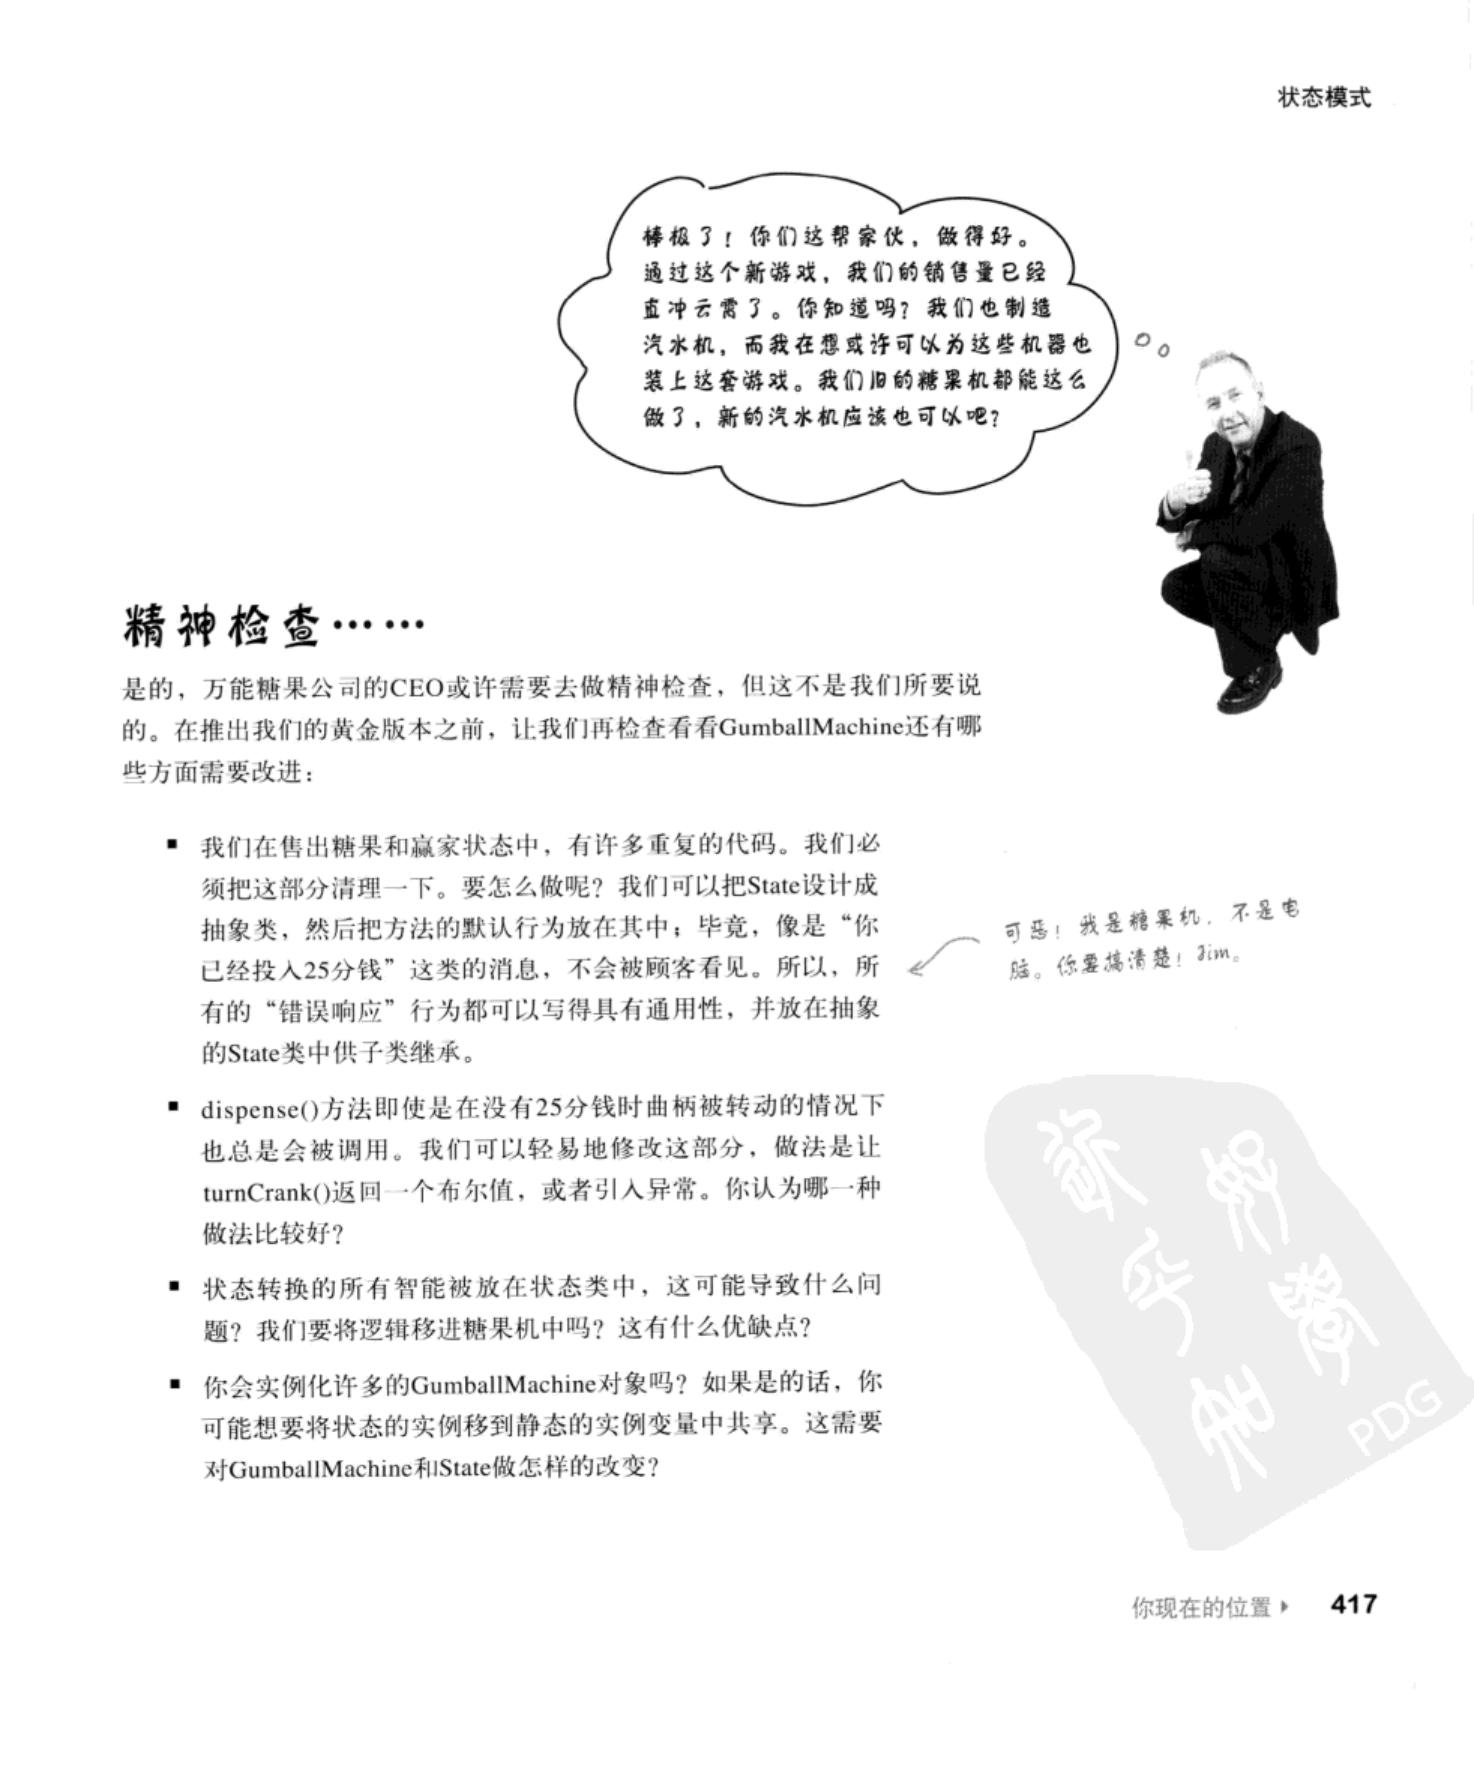 状态模式
棒极了！你们这帮家伙，做得好。
通过这个新游戏，我们的销售量已经
直冲云霄了。你知道吗？我们也制造
汽水机，而我在想或许可以为这些机器也
装上这套游戏。我们旧的糖果机都能这么
做了，新的汽水机应该也可以吧？
精神检查……
是的，万能糖果公司的CEO或许需要去做精神检查，但这不是我们所要说
的。在推出我们的黄金版本之前，让我们再检查看看GumballMachine还有哪
些方面需要改进：
■ 我们在售出糖果和赢家状态中，有许多重复的代码。我们必
须把这部分清理一下。要怎么做呢？我们可以把State设计成
抽象类，然后把方法的默认行为放在其中；毕竟，像是“你
已经投入25分钱”这类的消息，不会被顾客看见。所以，所
有的“错误响应”行为都可以写得具有通用性，并放在抽象
的State类中供子类继承。
可恶！我是糖果机，不是电
脑。你要搞清楚！Jim。
■ dispense()方法即使是在没有25分钱时曲柄被转动的情况下
也总是会被调用。我们可以轻易地修改这部分，做法是让
turnCrank()返回一个布尔值，或者引入异常。你认为哪一种
做法比较好？
■ 状态转换的所有智能被放在状态类中，这可能导致什么问
题？我们要将逻辑移进糖果机中吗？这有什么优缺点？
■ 你会实例化许多的GumballMachine对象吗？如果是的话，你
可能想要将状态的实例移到静态的实例变量中共享。这需要
对GumballMachine和State做怎样的改变？
PDG
你现在的位置 ▸ 417